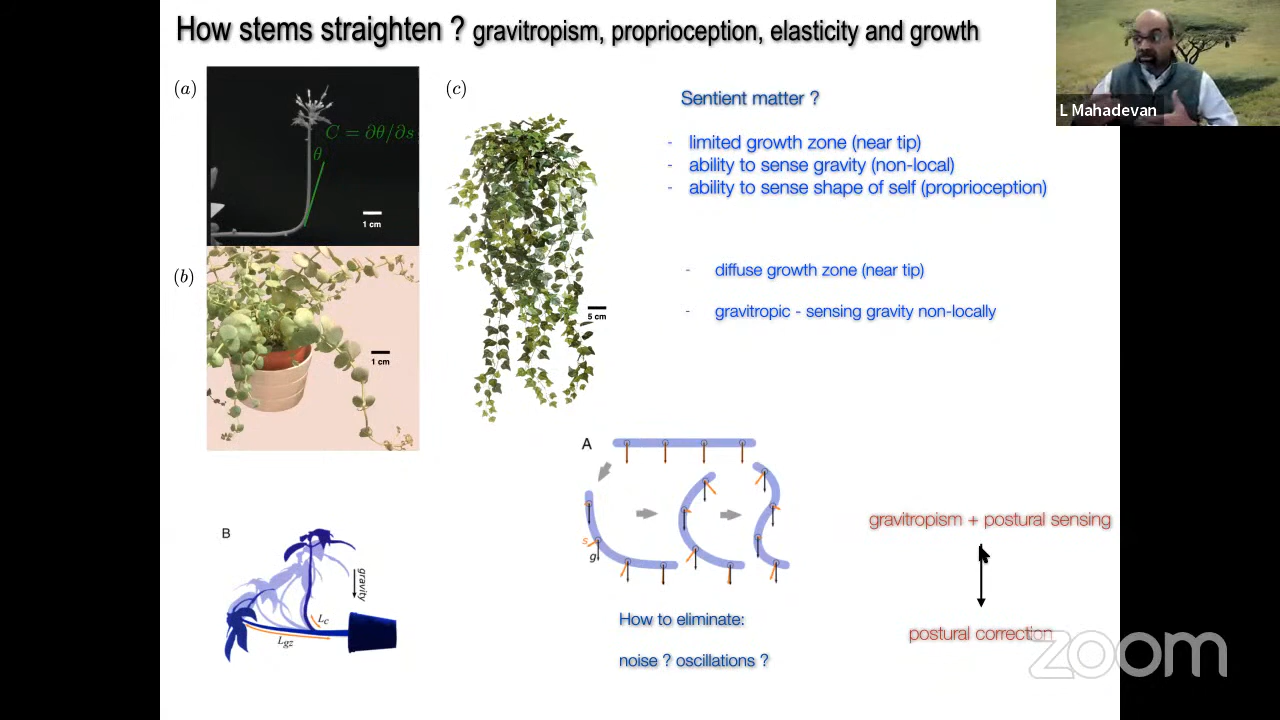 How stems straighten ? gravitropism, proprioception, elasticity and growth
L Mahadevan
(a)
C = ∂θ/∂s
θ
1 cm
(b)
1 cm
(c)
5 cm
Sentient matter ?
- limited growth zone (near tip)
- ability to sense gravity (non-local)
- ability to sense shape of self (proprioception)
- diffuse growth zone (near tip)
- gravitropic - sensing gravity non-locally
A
s
g
B
gravity
Lc
Lgz
How to eliminate:
noise ? oscillations ?
gravitropism + postural sensing
postural correction
zoom